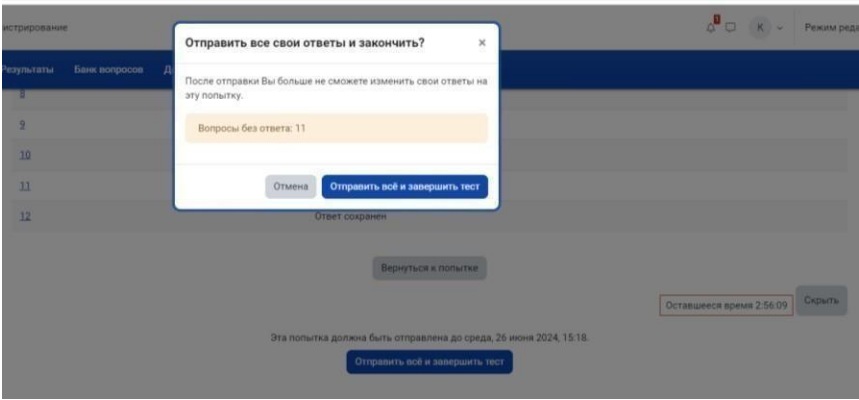 истрирование
К
Режим реда
Результаты Банк вопросов Д
Отправить все свои ответы и закончить? ×
После отправки Вы больше не сможете изменить свои ответы на
эту попытку.
Вопросы без ответа: 11
Отмена Отправить всё и завершить тест
8
9
10
11
12 Ответ сохранен
Вернуться к попытке
Оставшееся время 2:56:09 Скрыть
Эта попытка должна быть отправлена до среда, 26 июня 2024, 15:18.
Отправить всё и завершить тест